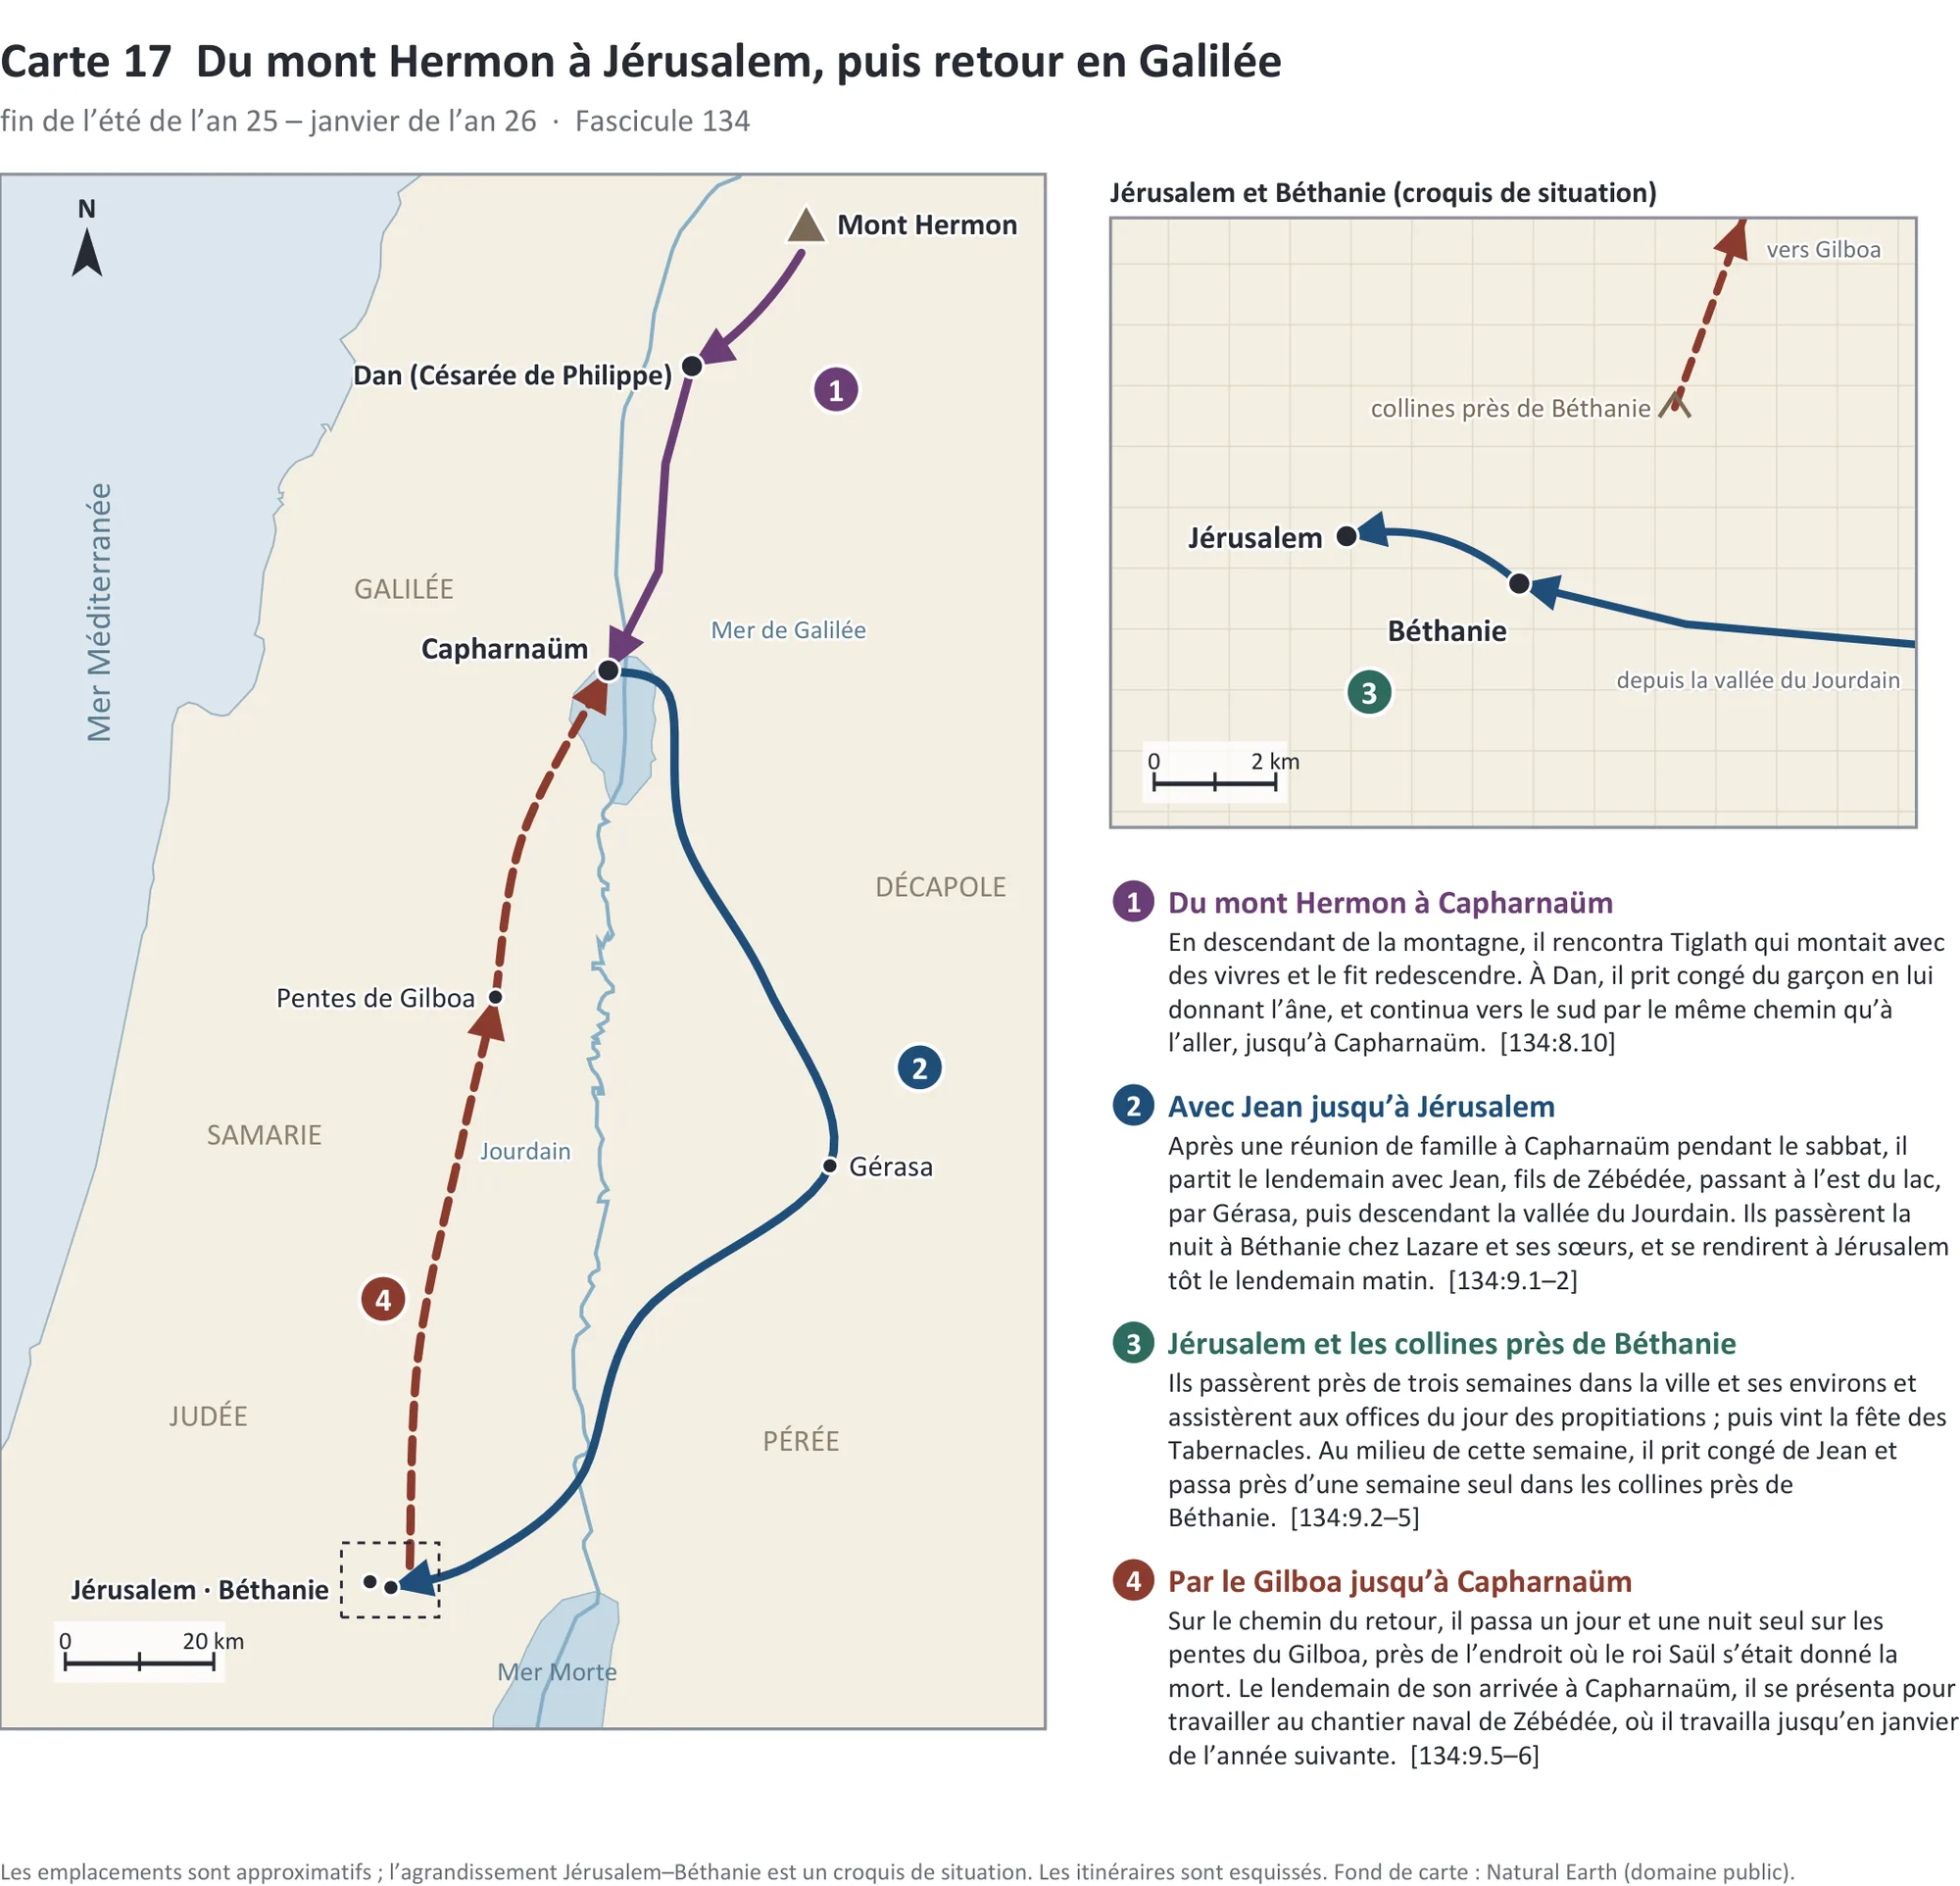 Carte 17 Du mont Hermon à Jérusalem, puis retour en Galilée
fin de l’été de l’an 25 – janvier de l’an 26 · Fascicule 134
N
Mont Hermon
Dan (Césarée de Philippe)
1
Mer Méditerranée
GALILÉE
Mer de Galilée
Capharnaüm
DÉCAPOLE
Pentes de Gilboa
2
SAMARIE
Jourdain
Gérasa
4
JUDÉE
PÉRÉE
Jérusalem · Béthanie
0 20 km
Mer Morte
Jérusalem et Béthanie (croquis de situation)
vers Gilboa
collines près de Béthanie
Jérusalem
Béthanie
depuis la vallée du Jourdain
3
0 2 km
1 Du mont Hermon à Capharnaüm
En descendant de la montagne, il rencontra Tiglath qui montait avec
des vivres et le fit redescendre. À Dan, il prit congé du garçon en lui
donnant l’âne, et continua vers le sud par le même chemin qu’à
l’aller, jusqu’à Capharnaüm. [134:8.10]
2 Avec Jean jusqu’à Jérusalem
Après une réunion de famille à Capharnaüm pendant le sabbat, il
partit le lendemain avec Jean, fils de Zébédée, passant à l’est du lac,
par Gérasa, puis descendant la vallée du Jourdain. Ils passèrent la
nuit à Béthanie chez Lazare et ses sœurs, et se rendirent à Jérusalem
tôt le lendemain matin. [134:9.1–2]
3 Jérusalem et les collines près de Béthanie
Ils passèrent près de trois semaines dans la ville et ses environs et
assistèrent aux offices du jour des propitiations ; puis vint la fête des
Tabernacles. Au milieu de cette semaine, il prit congé de Jean et
passa près d’une semaine seul dans les collines près de
Béthanie. [134:9.2–5]
4 Par le Gilboa jusqu’à Capharnaüm
Sur le chemin du retour, il passa un jour et une nuit seul sur les
pentes du Gilboa, près de l’endroit où le roi Saül s’était donné la
mort. Le lendemain de son arrivée à Capharnaüm, il se présenta pour
travailler au chantier naval de Zébédée, où il travailla jusqu’en janvier
de l’année suivante. [134:9.5–6]
Les emplacements sont approximatifs ; l’agrandissement Jérusalem–Béthanie est un croquis de situation. Les itinéraires sont esquissés. Fond de carte : Natural Earth (domaine public).